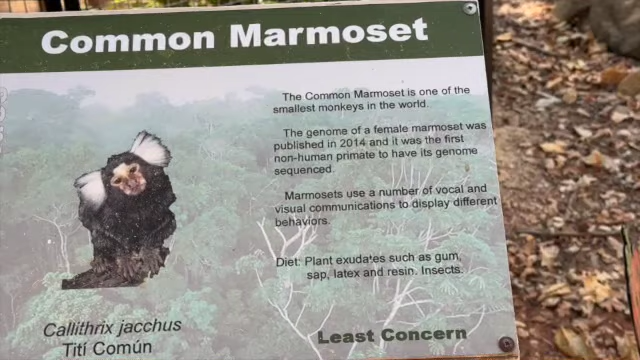 Common Marmoset
The Common Marmoset is one of the
smallest monkeys in the world.
The genome of a female marmoset was
published in 2014 and it was the first
non-human primate to have its genome
sequenced.
Marmosets use a number of vocal and
visual communications to display different
behaviors.
Diet: Plant exudates such as gum,
sap, latex and resin. Insects.
Callithrix jacchus
Tití Común
Least Concern